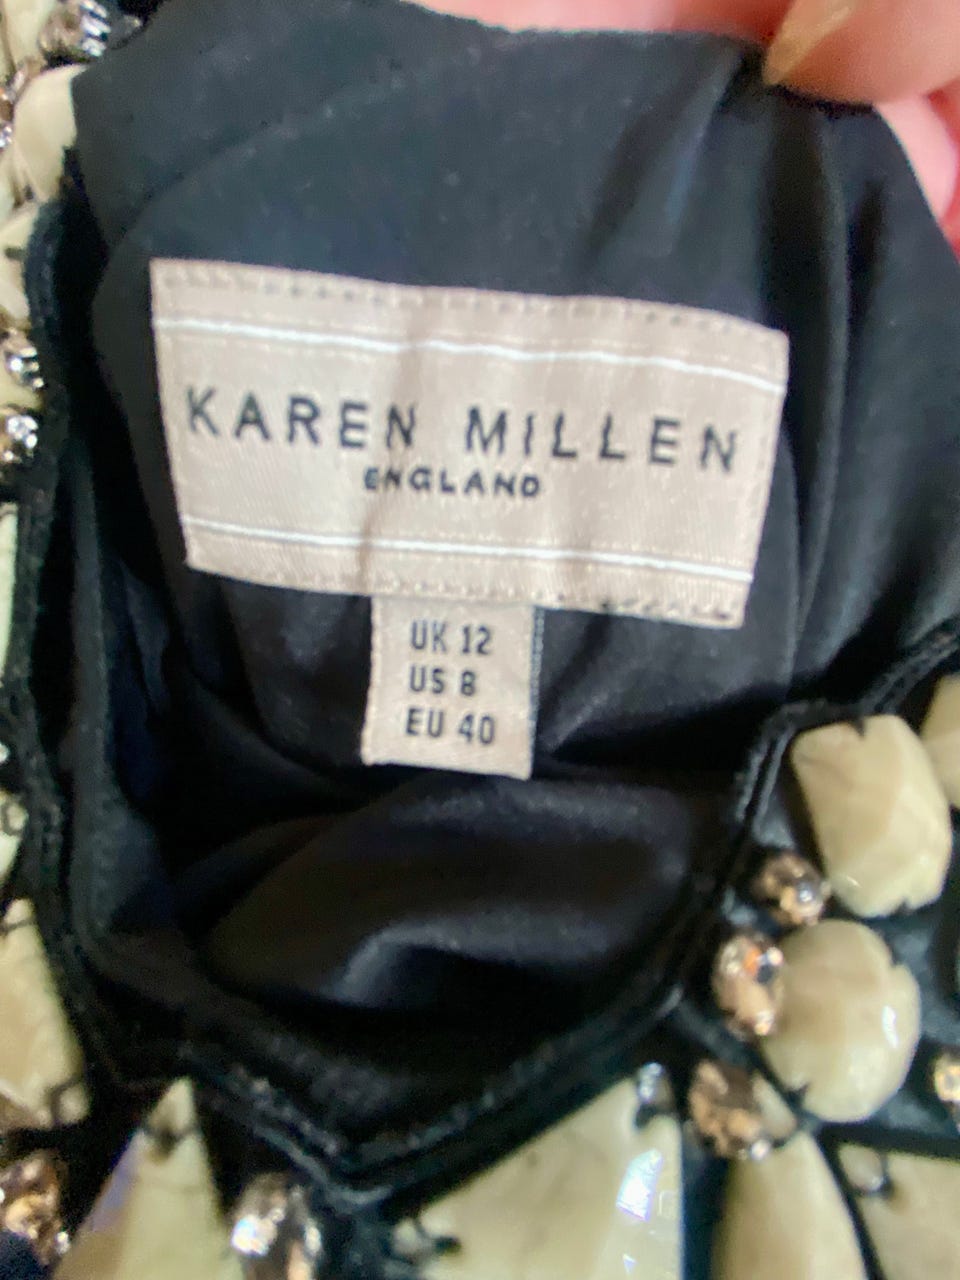 KAREN MILLEN
ENGLAND
UK 12
US 8
EU 40